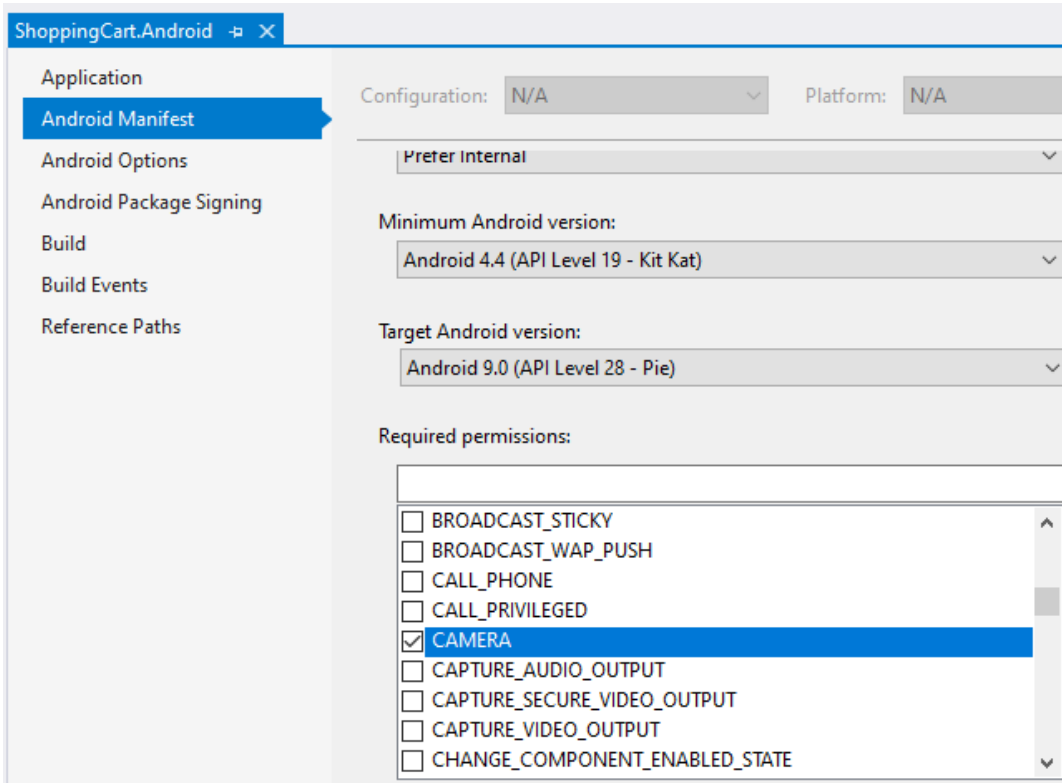 ShoppingCart.Android
Application
Android Manifest
Android Options
Android Package Signing
Build
Build Events
Reference Paths
Configuration: N/A Platform: N/A
Prefer Internal
Minimum Android version:
Android 4.4 (API Level 19 - Kit Kat)
Target Android version:
Android 9.0 (API Level 28 - Pie)
Required permissions:
BROADCAST_STICKY
BROADCAST_WAP_PUSH
CALL_PHONE
CALL_PRIVILEGED
CAMERA
CAPTURE_AUDIO_OUTPUT
CAPTURE_SECURE_VIDEO_OUTPUT
CAPTURE_VIDEO_OUTPUT
CHANGE_COMPONENT_ENABLED_STATE